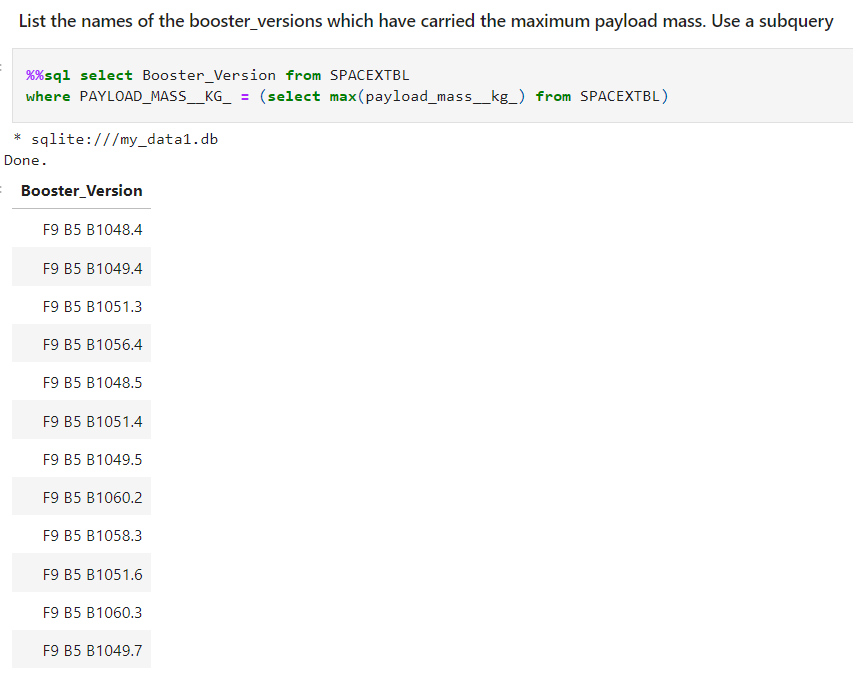 List the names of the booster_versions which have carried the maximum payload mass. Use a subquery
%%sql select Booster_Version from SPACEXTBL
where PAYLOAD_MASS__KG_ = (select max(payload_mass__kg_) from SPACEXTBL)
* sqlite:///my_data1.db
Done.
Booster_Version
F9 B5 B1048.4
F9 B5 B1049.4
F9 B5 B1051.3
F9 B5 B1056.4
F9 B5 B1048.5
F9 B5 B1051.4
F9 B5 B1049.5
F9 B5 B1060.2
F9 B5 B1058.3
F9 B5 B1051.6
F9 B5 B1060.3
F9 B5 B1049.7